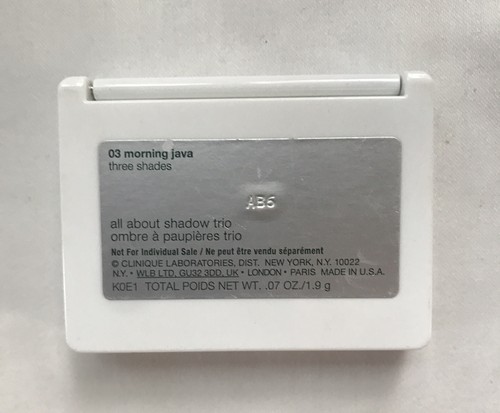 03 morning java
three shades
AB6
all about shadow trio
ombre à paupières trio
Not For Individual Sale / Ne peut être vendu séparément
© CLINIQUE LABORATORIES, DIST. NEW YORK, N.Y. 10022
N.Y. • WLB LTD, GU32 3DD, UK • LONDON • PARIS MADE IN U.S.A.
K0E1 TOTAL POIDS NET WT. .07 OZ./1.9 g